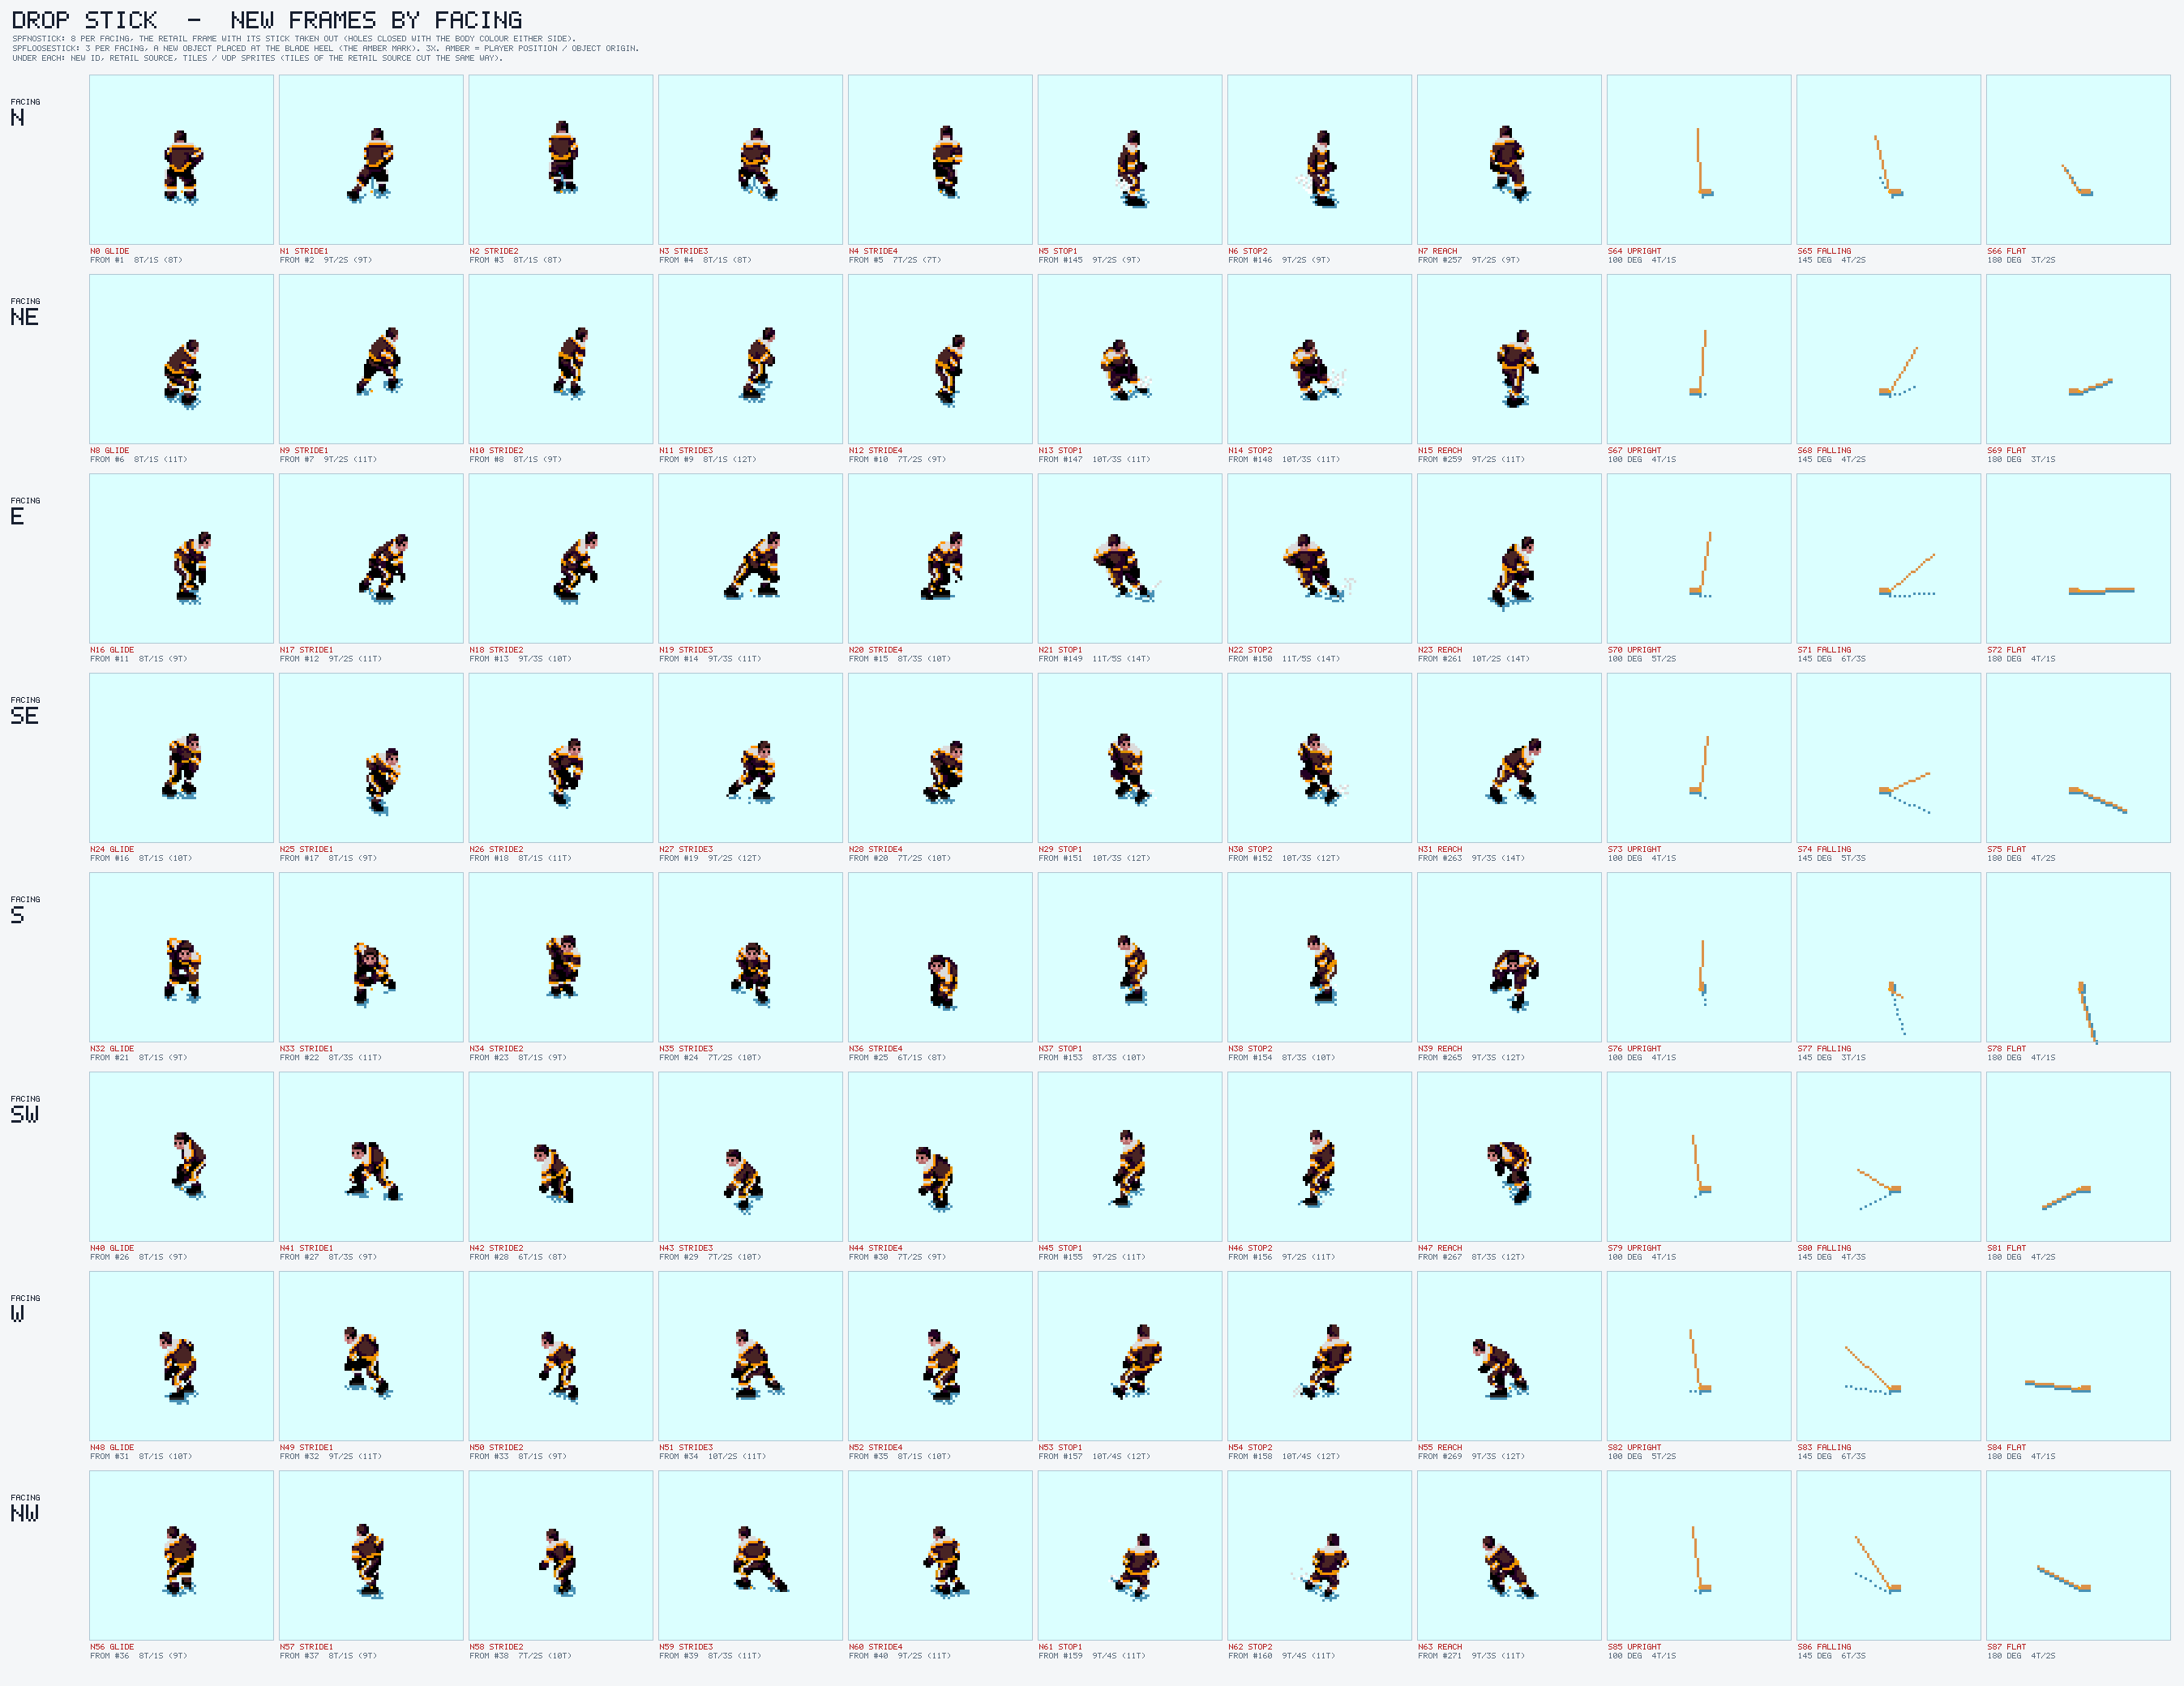 DROP STICK  -  NEW FRAMES BY FACING
SPFNOSTICK: 8 PER FACING, THE RETAIL FRAME WITH ITS STICK TAKEN OUT (HOLES CLOSED WITH THE BODY COLOUR EITHER SIDE).
SPFLOOSESTICK: 3 PER FACING, A NEW OBJECT PLACED AT THE BLADE HEEL (THE AMBER MARK). 3X. AMBER = PLAYER POSITION / OBJECT ORIGIN.
UNDER EACH: NEW ID, RETAIL SOURCE, TILES / VDP SPRITES (TILES OF THE RETAIL SOURCE CUT THE SAME WAY).
FACING
N
N0 GLIDE N1 STRIDE1 N2 STRIDE2 N3 STRIDE3 N4 STRIDE4 N5 STOP1 N6 STOP2 N7 REACH S64 UPRIGHT S65 FALLING S66 FLAT
FROM #1 8T/1S (8T) FROM #2 9T/2S (9T) FROM #3 8T/1S (8T) FROM #4 8T/1S (8T) FROM #5 7T/2S (7T) FROM #145 9T/2S (9T) FROM #146 9T/2S (9T) FROM #257 9T/2S (9T) 100 DEG 4T/1S 145 DEG 4T/2S 180 DEG 3T/2S
FACING
NE
N8 GLIDE N9 STRIDE1 N10 STRIDE2 N11 STRIDE3 N12 STRIDE4 N13 STOP1 N14 STOP2 N15 REACH S67 UPRIGHT S68 FALLING S69 FLAT
FROM #6 8T/1S (11T) FROM #7 9T/2S (11T) FROM #8 8T/1S (9T) FROM #9 8T/1S (12T) FROM #10 7T/2S (9T) FROM #147 10T/3S (11T) FROM #148 10T/3S (11T) FROM #259 9T/2S (11T) 100 DEG 4T/1S 145 DEG 4T/2S 180 DEG 3T/1S
FACING
E
N16 GLIDE N17 STRIDE1 N18 STRIDE2 N19 STRIDE3 N20 STRIDE4 N21 STOP1 N22 STOP2 N23 REACH S70 UPRIGHT S71 FALLING S72 FLAT
FROM #11 8T/1S (9T) FROM #12 9T/2S (11T) FROM #13 9T/3S (10T) FROM #14 9T/3S (11T) FROM #15 8T/3S (10T) FROM #149 11T/5S (14T) FROM #150 11T/5S (14T) FROM #261 10T/2S (14T) 100 DEG 5T/2S 145 DEG 6T/3S 180 DEG 4T/1S
FACING
SE
N24 GLIDE N25 STRIDE1 N26 STRIDE2 N27 STRIDE3 N28 STRIDE4 N29 STOP1 N30 STOP2 N31 REACH S73 UPRIGHT S74 FALLING S75 FLAT
FROM #16 8T/1S (10T) FROM #17 8T/1S (9T) FROM #18 8T/1S (11T) FROM #19 9T/2S (12T) FROM #20 7T/2S (10T) FROM #151 10T/3S (12T) FROM #152 10T/3S (12T) FROM #263 9T/3S (14T) 100 DEG 4T/1S 145 DEG 5T/3S 180 DEG 4T/2S
FACING
S
N32 GLIDE N33 STRIDE1 N34 STRIDE2 N35 STRIDE3 N36 STRIDE4 N37 STOP1 N38 STOP2 N39 REACH S76 UPRIGHT S77 FALLING S78 FLAT
FROM #21 8T/1S (9T) FROM #22 8T/3S (11T) FROM #23 8T/1S (9T) FROM #24 7T/2S (10T) FROM #25 6T/1S (8T) FROM #153 8T/3S (10T) FROM #154 8T/3S (10T) FROM #265 9T/3S (12T) 100 DEG 4T/1S 145 DEG 3T/1S 180 DEG 4T/1S
FACING
SW
N40 GLIDE N41 STRIDE1 N42 STRIDE2 N43 STRIDE3 N44 STRIDE4 N45 STOP1 N46 STOP2 N47 REACH S79 UPRIGHT S80 FALLING S81 FLAT
FROM #26 8T/1S (9T) FROM #27 8T/3S (9T) FROM #28 6T/1S (8T) FROM #29 7T/2S (10T) FROM #30 7T/2S (9T) FROM #155 9T/2S (11T) FROM #156 9T/2S (11T) FROM #267 8T/3S (12T) 100 DEG 4T/1S 145 DEG 4T/3S 180 DEG 4T/2S
FACING
W
N48 GLIDE N49 STRIDE1 N50 STRIDE2 N51 STRIDE3 N52 STRIDE4 N53 STOP1 N54 STOP2 N55 REACH S82 UPRIGHT S83 FALLING S84 FLAT
FROM #31 8T/1S (10T) FROM #32 9T/2S (11T) FROM #33 8T/1S (9T) FROM #34 10T/2S (11T) FROM #35 8T/1S (10T) FROM #157 10T/4S (12T) FROM #158 10T/4S (12T) FROM #269 9T/3S (12T) 100 DEG 5T/2S 145 DEG 6T/3S 180 DEG 4T/1S
FACING
NW
N56 GLIDE N57 STRIDE1 N58 STRIDE2 N59 STRIDE3 N60 STRIDE4 N61 STOP1 N62 STOP2 N63 REACH S85 UPRIGHT S86 FALLING S87 FLAT
FROM #36 8T/1S (9T) FROM #37 8T/1S (9T) FROM #38 7T/2S (10T) FROM #39 8T/3S (11T) FROM #40 9T/2S (11T) FROM #159 9T/4S (11T) FROM #160 9T/4S (11T) FROM #271 9T/3S (11T) 100 DEG 4T/1S 145 DEG 6T/3S 180 DEG 4T/2S